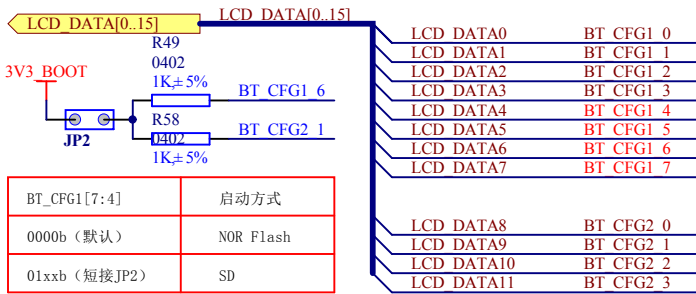 LCD_DATA[0..15]
LCD_DATA[0..15]
R49
0402
1K,±5%
3V3_BOOT
BT_CFG1_6
JP2
R58
0402
1K,±5%
BT_CFG2_1
LCD_DATA0 BT_CFG1_0
LCD_DATA1 BT_CFG1_1
LCD_DATA2 BT_CFG1_2
LCD_DATA3 BT_CFG1_3
LCD_DATA4 BT_CFG1_4
LCD_DATA5 BT_CFG1_5
LCD_DATA6 BT_CFG1_6
LCD_DATA7 BT_CFG1_7
LCD_DATA8 BT_CFG2_0
LCD_DATA9 BT_CFG2_1
LCD_DATA10 BT_CFG2_2
LCD_DATA11 BT_CFG2_3
BT_CFG1[7:4] 启动方式
0000b（默认） NOR Flash
01xxb（短接JP2） SD